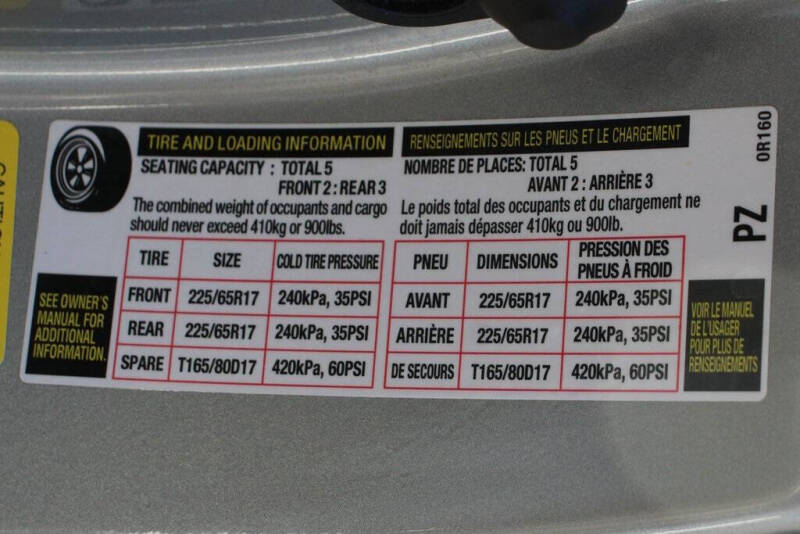 TIRE AND LOADING INFORMATION
SEATING CAPACITY : TOTAL 5
FRONT 2 : REAR 3
The combined weight of occupants and cargo
should never exceed 410kg or 900lbs.
TIRE SIZE COLD TIRE PRESSURE
FRONT 225/65R17 240kPa, 35PSI
REAR 225/65R17 240kPa, 35PSI
SPARE T165/80D17 420kPa, 60PSI
SEE OWNER'S
MANUAL FOR
ADDITIONAL
INFORMATION.
RENSEIGNEMENTS SUR LES PNEUS ET LE CHARGEMENT
NOMBRE DE PLACES: TOTAL 5
AVANT 2 : ARRIÈRE 3
Le poids total des occupants et du chargement ne
doit jamais dépasser 410kg ou 900lb.
PNEU DIMENSIONS PRESSION DES
PNEUS À FROID
AVANT 225/65R17 240kPa, 35PSI
ARRIÈRE 225/65R17 240kPa, 35PSI
DE SECOURS T165/80D17 420kPa, 60PSI
VOIR LE MANUEL
DE L'USAGER
POUR PLUS DE
RENSEIGNEMENTS
0R160
PZ